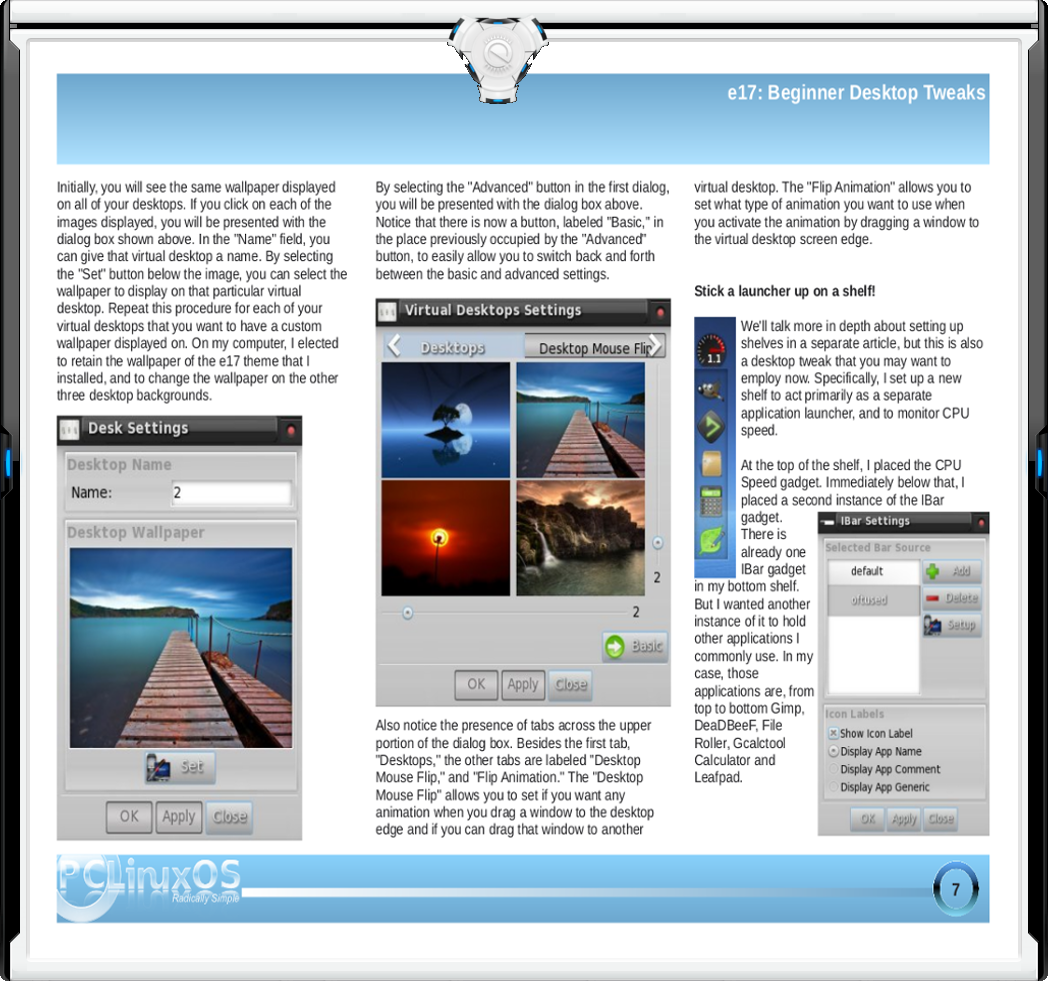 e17: Beginner Desktop Tweaks
Initially, you will see the same wallpaper displayed
on all of your desktops. If you click on each of the
images displayed, you will be presented with the
dialog box shown above. In the "Name" field, you
can give that virtual desktop a name. By selecting
the "Set" button below the image, you can select the
wallpaper to display on that particular virtual
desktop. Repeat this procedure for each of your
virtual desktops that you want to have a custom
wallpaper displayed on. On my computer, I elected
to retain the wallpaper of the e17 theme that I
installed, and to change the wallpaper on the other
three desktop backgrounds.
Desk Settings
Desktop Name
Name: 2
Desktop Wallpaper
Set
OK Apply Close
By selecting the "Advanced" button in the first dialog,
you will be presented with the dialog box above.
Notice that there is now a button, labeled "Basic," in
the place previously occupied by the "Advanced"
button, to easily allow you to switch back and forth
between the basic and advanced settings.
Virtual Desktops Settings
Desktops Desktop Mouse Flip
2
2
Basic
OK Apply Close
Also notice the presence of tabs across the upper
portion of the dialog box. Besides the first tab,
"Desktops," the other tabs are labeled "Desktop
Mouse Flip," and "Flip Animation." The "Desktop
Mouse Flip" allows you to set if you want any
animation when you drag a window to the desktop
edge and if you can drag that window to another
virtual desktop. The "Flip Animation" allows you to
set what type of animation you want to use when
you activate the animation by dragging a window to
the virtual desktop screen edge.
Stick a launcher up on a shelf!
1.1
We'll talk more in depth about setting up
shelves in a separate article, but this is also
a desktop tweak that you may want to
employ now. Specifically, I set up a new
shelf to act primarily as a separate
application launcher, and to monitor CPU
speed.
At the top of the shelf, I placed the CPU
Speed gadget. Immediately below that, I
placed a second instance of the IBar
gadget.
There is
already one
IBar gadget
in my bottom shelf.
But I wanted another
instance of it to hold
other applications I
commonly use. In my
case, those
applications are, from
top to bottom Gimp,
DeaDBeeF, File
Roller, Gcalctool
Calculator and
Leafpad.
IBar Settings
Selected Bar Source
default
ofcused
Add
Delete
Setup
Icon Labels
Show Icon Label
Display App Name
Display App Comment
Display App Generic
OK Apply Close
PCLinuxOS
Radically Simple
7